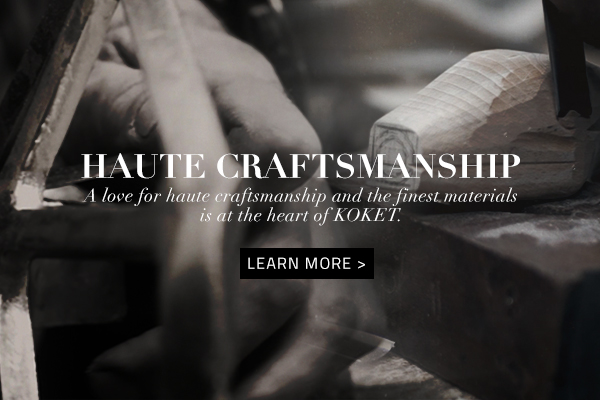 HAUTE CRAFTSMANSHIP
A love for haute craftsmanship and the finest materials
is at the heart of KOKET.
LEARN MORE >